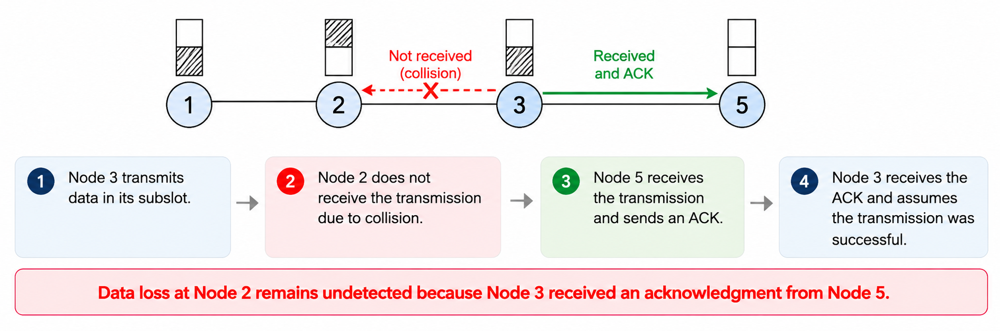 Not received
(collision)
Received
and ACK
1
2
3
5
1
Node 3 transmits
data in its subslot.
2
Node 2 does not
receive the transmission
due to collision.
3
Node 5 receives
the transmission
and sends an ACK.
4
Node 3 receives the
ACK and assumes
the transmission was
successful.
Data loss at Node 2 remains undetected because Node 3 received an acknowledgment from Node 5.